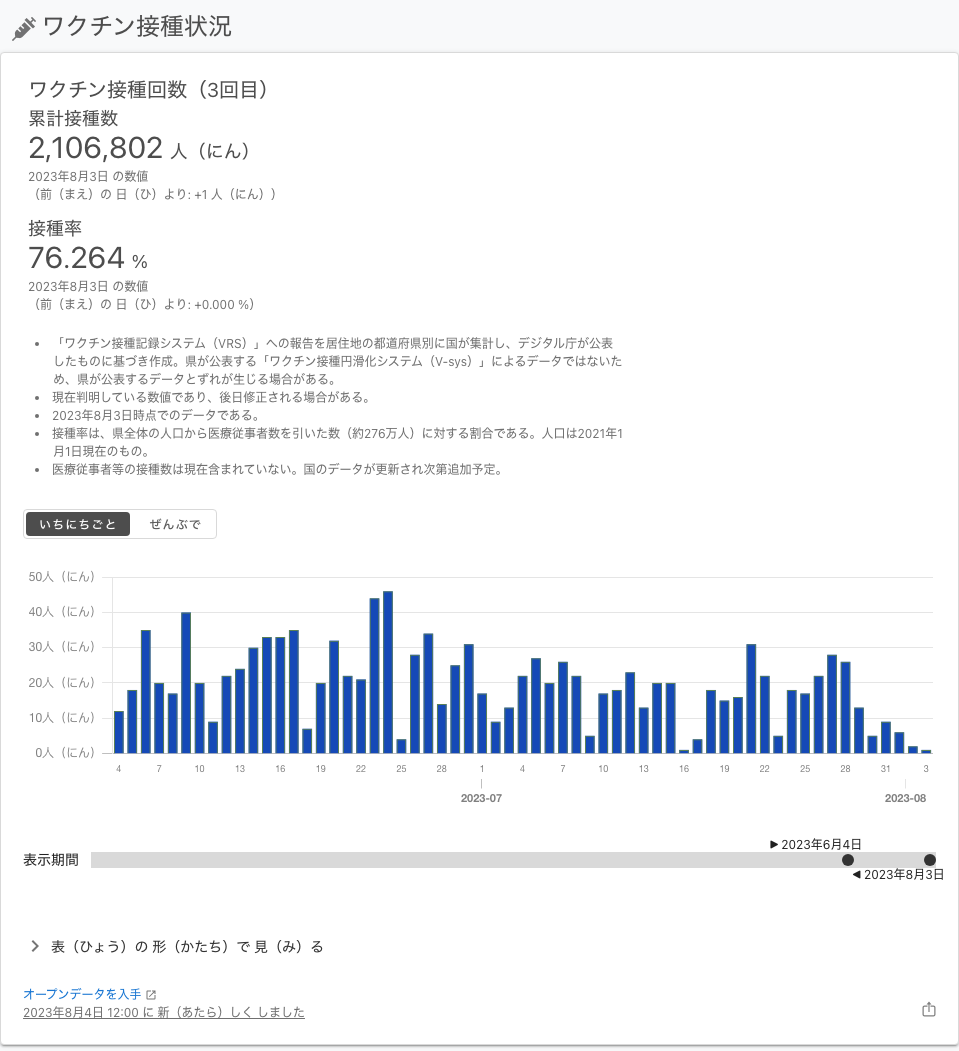 ワクチン接種状況
ワクチン接種回数（3回目）
累計接種数
2,106,802 人（にん）
2023年8月3日 の数値
（前（まえ）の 日（ひ）より: +1 人（にん））
接種率
76.264 %
2023年8月3日 の数値
（前（まえ）の 日（ひ）より: +0.000 %）
「ワクチン接種記録システム（VRS）」への報告を居住地の都道府県別に国が集計し、デジタル庁が公表
したものに基づき作成。県が公表する「ワクチン接種円滑化システム（V-sys）」によるデータではないた
め、県が公表するデータとずれが生じる場合がある。
現在判明している数値であり、後日修正される場合がある。
2023年8月3日時点でのデータである。
接種率は、県全体の人口から医療従事者数を引いた数（約276万人）に対する割合である。人口は2021年1
月1日現在のもの。
医療従事者等の接種数は現在含まれていない。国のデータが更新され次第追加予定。
いちにちごと ぜんぶで
50人（にん）
40人（にん）
30人（にん）
20人（にん）
10人（にん）
0人（にん）
4 7 10 13 16 19 22 25 28 1 4 7 10 13 16 19 22 25 28 31 3
2023-07 2023-08
2023年6月4日
表示期間
2023年8月3日
表（ひょう）の 形（かたち）で 見（み）る
オープンデータを入手
2023年8月4日 12:00 に 新（あたら）しく しました